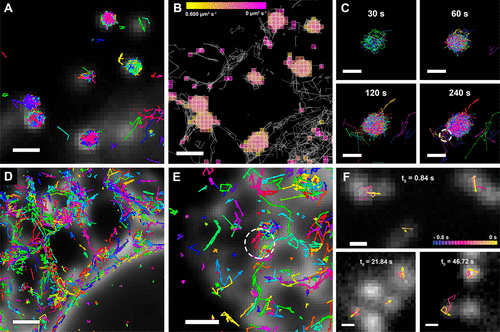 A
B
0.600 µm² s⁻¹ 0 µm² s⁻¹
C
30 s 60 s
120 s 240 s
D
E
F
t₀ = 0.84 s
- 0.8 s 0 s
t₀ = 21.84 s t₀ = 46.72 s